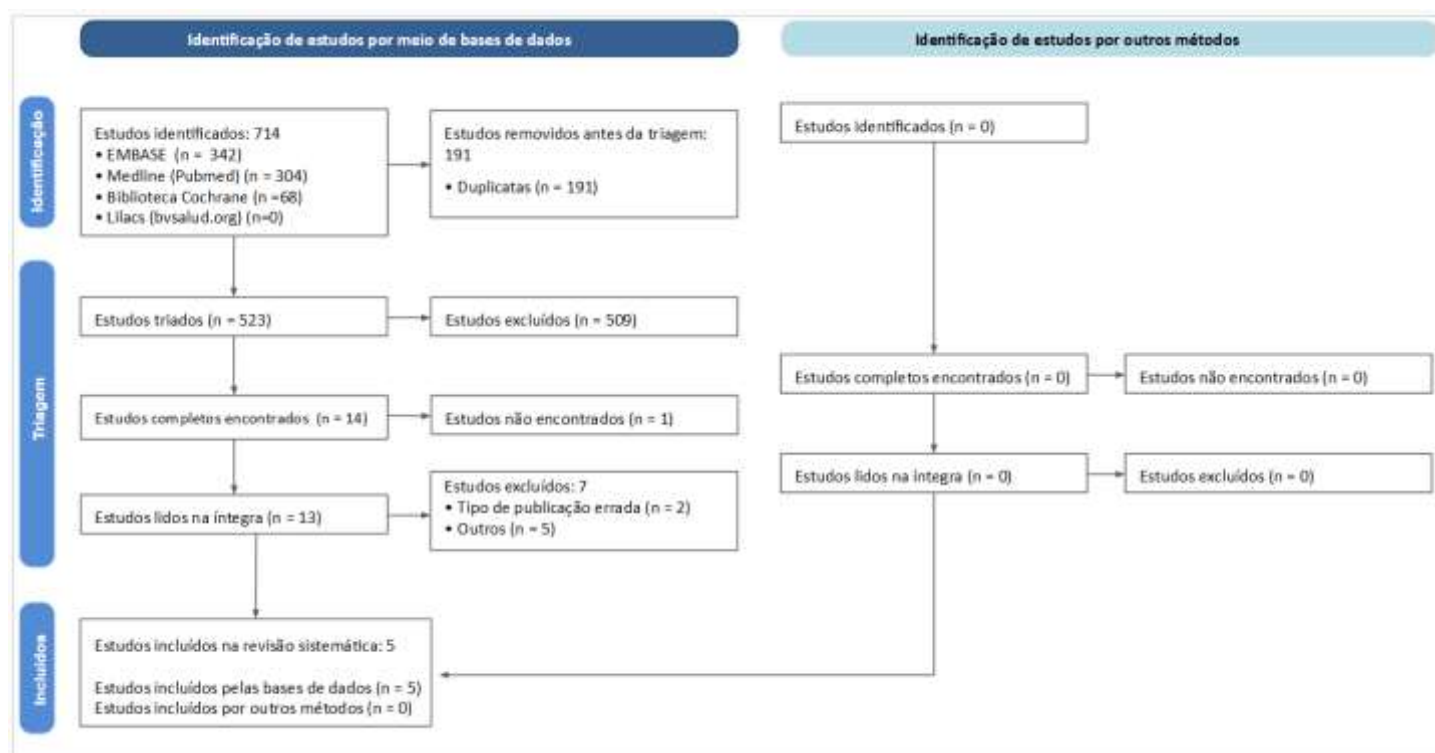 Identificação de estudos por meio de bases de dados
Identificação de estudos por outros métodos
Identificação
Estudos identificados: 714
• EMBASE (n = 342)
• Medline (Pubmed) (n = 304)
• Biblioteca Cochrane (n =68)
• Lilacs (bvsalud.org) (n=0)
Estudos removidos antes da triagem:
191
• Duplicatas (n = 191)
Estudos identificados (n = 0)
Triagem
Estudos triados (n = 523)
Estudos excluídos (n = 509)
Estudos completos encontrados (n = 14)
Estudos não encontrados (n = 1)
Estudos completos encontrados (n = 0)
Estudos não encontrados (n = 0)
Estudos lidos na íntegra (n = 13)
Estudos excluídos: 7
• Tipo de publicação errada (n = 2)
• Outros (n = 5)
Estudos lidos na íntegra (n = 0)
Estudos excluídos (n = 0)
Incluídos
Estudos incluídos na revisão sistemática: 5
Estudos incluídos pelas bases de dados (n = 5)
Estudos incluídos por outros métodos (n = 0)